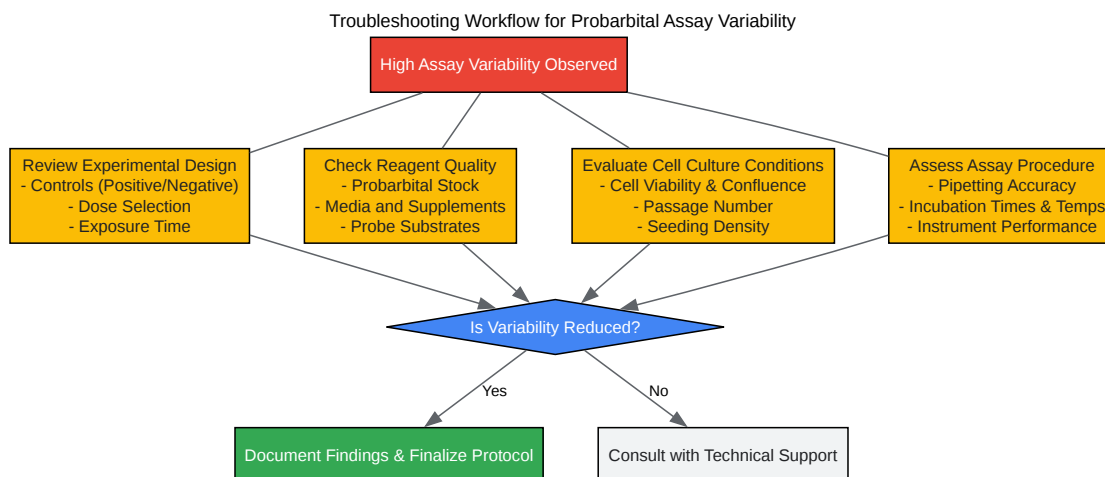 Troubleshooting Workflow for Probarbital Assay Variability
High Assay Variability Observed
Review Experimental Design
- Controls (Positive/Negative)
- Dose Selection
- Exposure Time
Check Reagent Quality
- Probarbital Stock
- Media and Supplements
- Probe Substrates
Evaluate Cell Culture Conditions
- Cell Viability & Confluence
- Passage Number
- Seeding Density
Assess Assay Procedure
- Pipetting Accuracy
- Incubation Times & Temps
- Instrument Performance
Is Variability Reduced?
Yes
No
Document Findings & Finalize Protocol
Consult with Technical Support